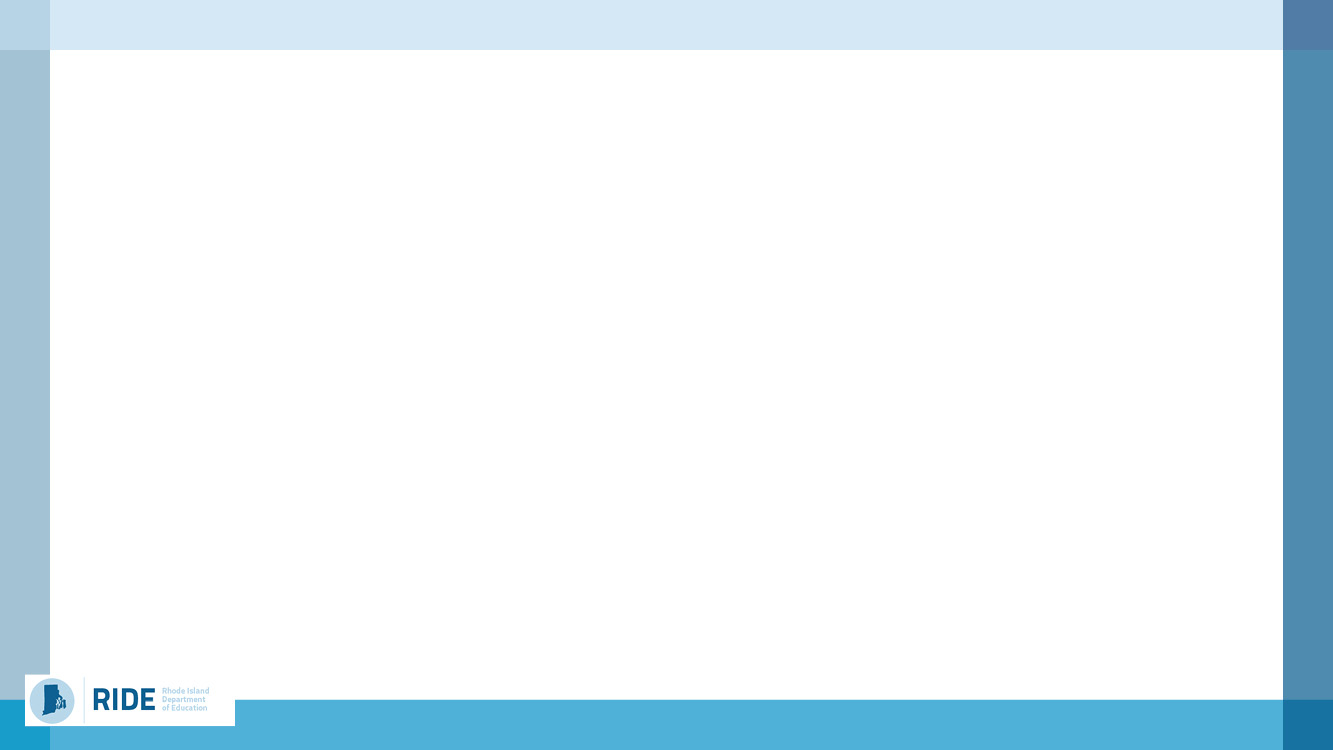 RIDE
Rhode Island
Department
of Education